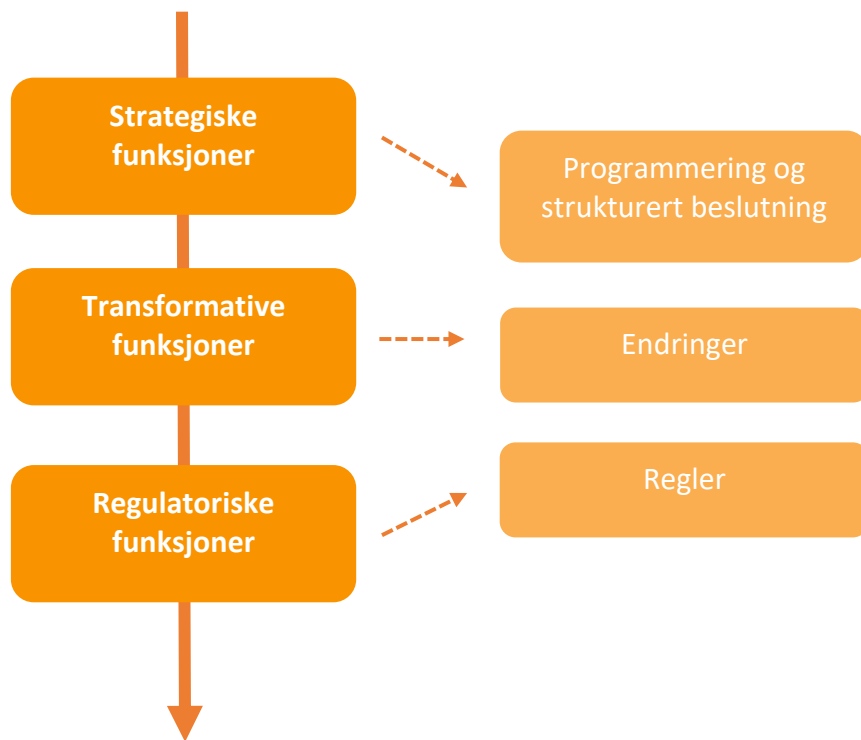 Strategiske
funksjoner
Programmering og
strukturert beslutning
Transformative
funksjoner
Endringer
Regulatoriske
funksjoner
Regler